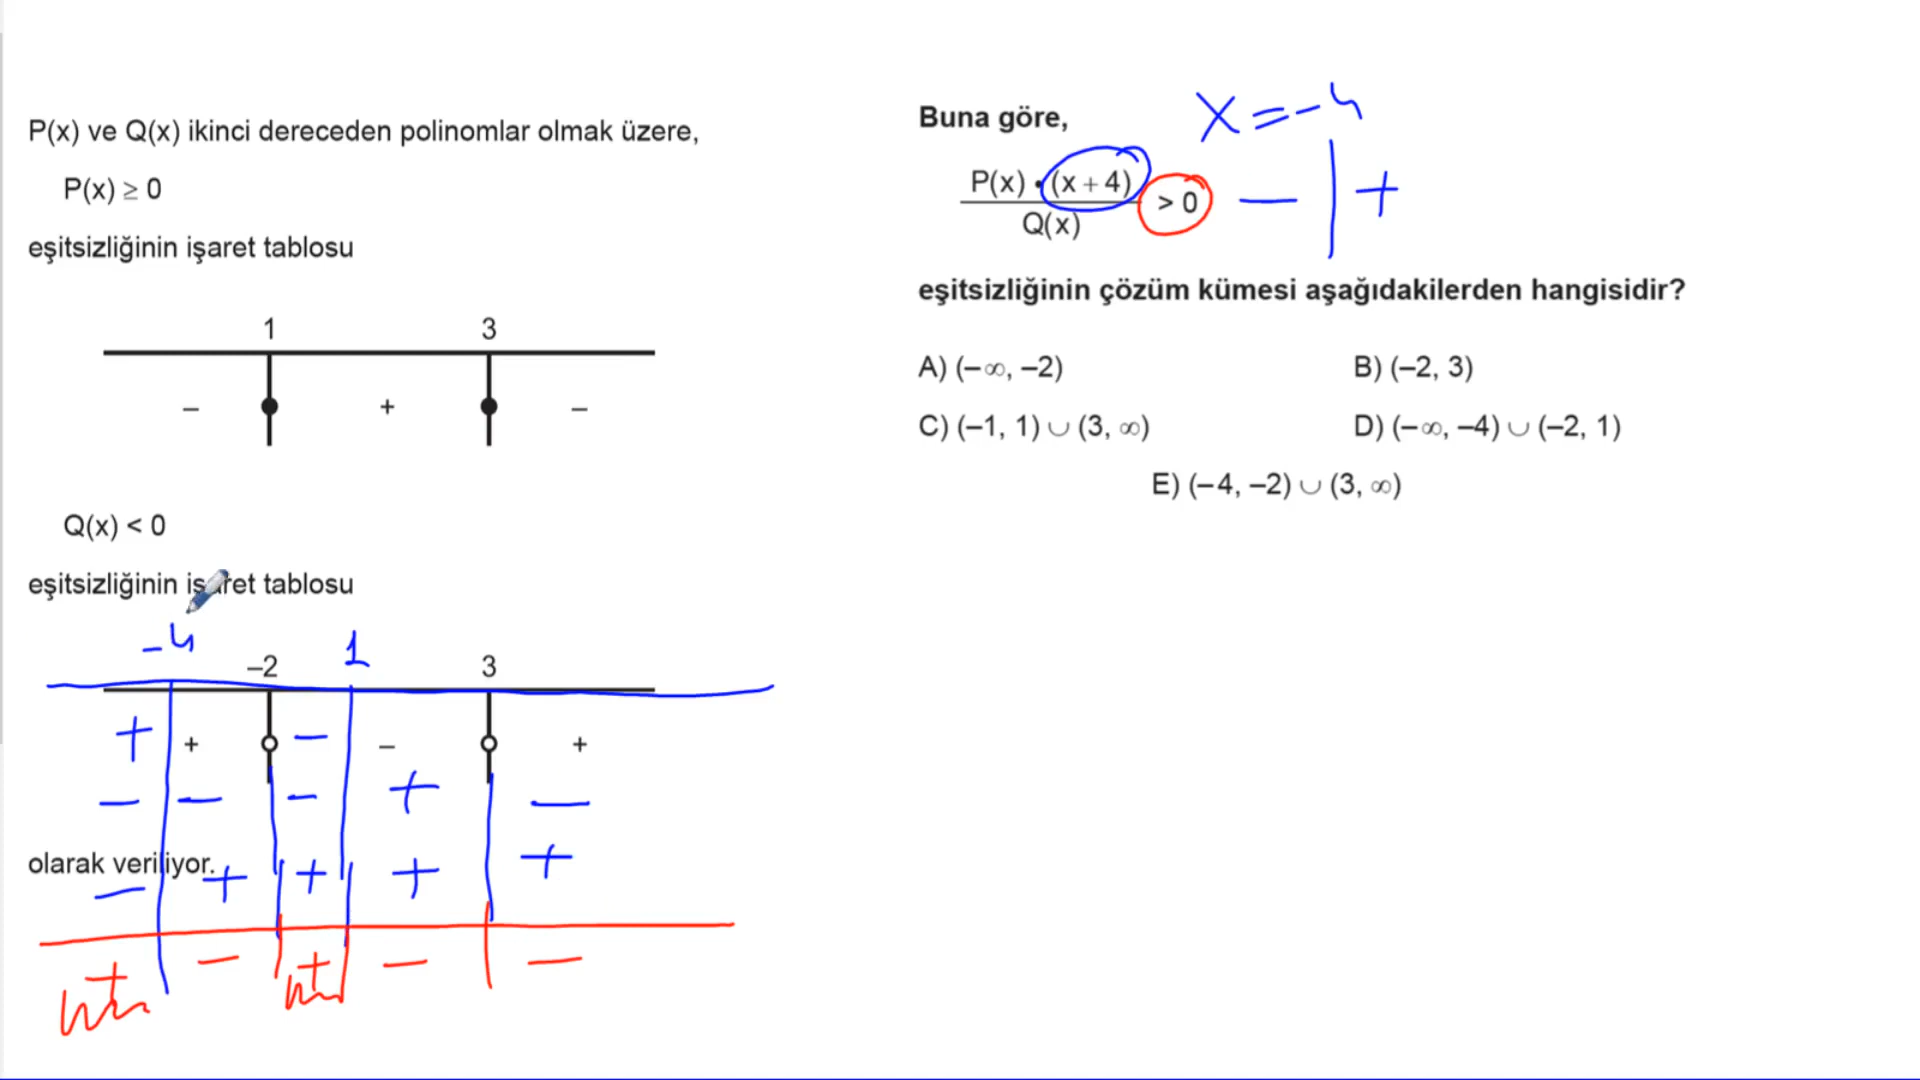 P(x) ve Q(x) ikinci dereceden polinomlar olmak üzere,
P(x) ≥ 0
eşitsizliğinin işaret tablosu
1 3
– + –
Q(x) < 0
eşitsizliğinin işaret tablosu
-4 –2 1 3
+ + - – +
- - - + -
olarak veriliyor.
- + + + +
+ - + - -
Buna göre,
x = -4
P(x) • (x + 4)
> 0 - | +
Q(x)
eşitsizliğinin çözüm kümesi aşağıdakilerden hangisidir?
A) (–∞, –2) B) (–2, 3)
C) (–1, 1) ∪ (3, ∞) D) (–∞, –4) ∪ (–2, 1)
E) (–4, –2) ∪ (3, ∞)